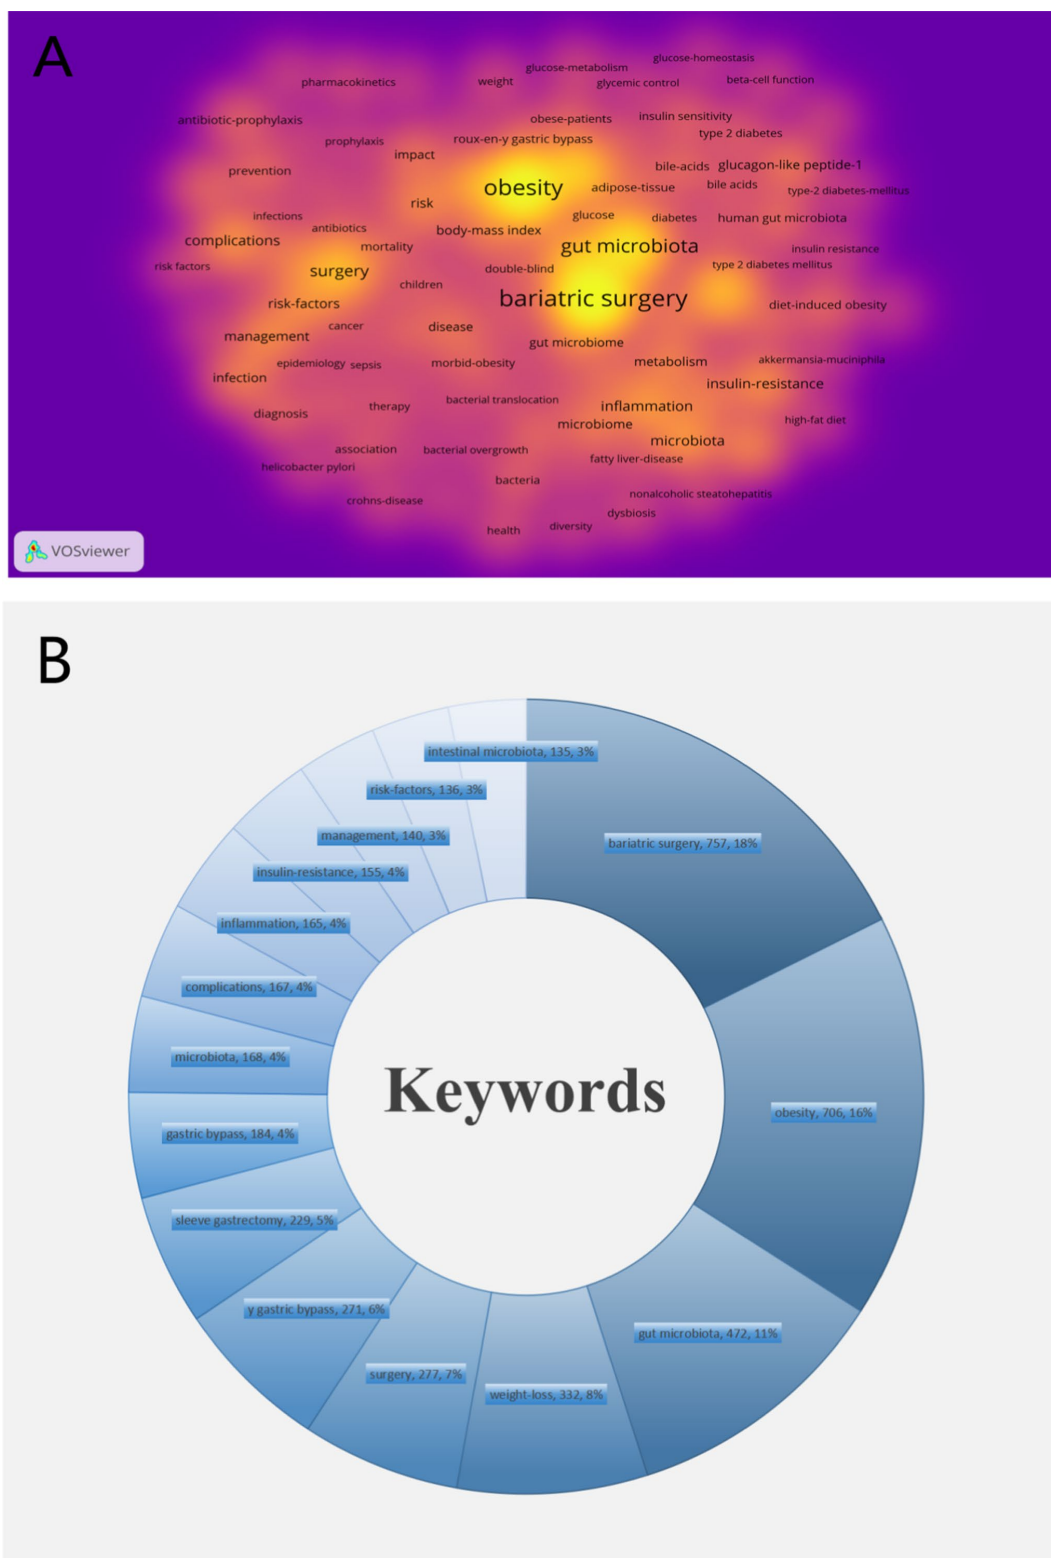 A
glucose-homeostasis
glucose-metabolism
pharmacokinetics
weight
glycemic control
beta-cell function
antibiotic-prophylaxis
obese-patients
insulin sensitivity
type 2 diabetes
prophylaxis
roux-en-y gastric bypass
impact
bile-acids
glucagon-like peptide-1
prevention
obesity
adipose-tissue
bile acids
type-2 diabetes-mellitus
risk
infections
glucose
diabetes
human gut microbiota
antibiotics
body-mass index
complications
mortality
gut microbiota
insulin resistance
risk factors
surgery
double-blind
type 2 diabetes mellitus
children
bariatric surgery
risk-factors
diet-induced obesity
cancer
disease
management
gut microbiome
epidemiology
sepsis
morbid-obesity
metabolism
akkermansia-muciniphila
infection
insulin-resistance
diagnosis
therapy
bacterial translocation
inflammation
microbiome
high-fat diet
association
bacterial overgrowth
microbiota
helicobacter pylori
fatty liver-disease
bacteria
crohns-disease
nonalcoholic steatohepatitis
dysbiosis
health
diversity
VOSviewer
B
intestinal microbiota, 135, 3%
risk-factors, 136, 3%
management, 140, 3%
bariatric surgery, 757, 18%
insulin-resistance, 155, 4%
inflammation, 165, 4%
complications, 167, 4%
microbiota, 168, 4%
Keywords
obesity, 706, 16%
gastric bypass, 184, 4%
sleeve gastrectomy, 229, 5%
y gastric bypass, 271, 6%
gut microbiota, 472, 11%
surgery, 277, 7%
weight-loss, 332, 8%